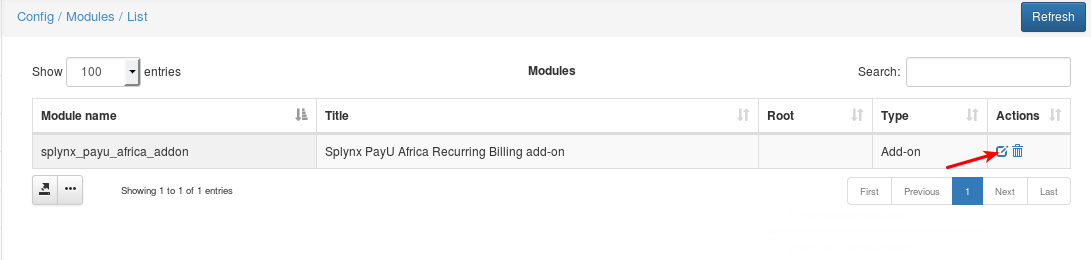 Config / Modules / List
Refresh
Show 100 entries
Modules
Search:
Module name Title Root Type Actions
splynx_payu_africa_addon Splynx PayU Africa Recurring Billing add-on Add-on
Showing 1 to 1 of 1 entries
First Previous 1 Next Last